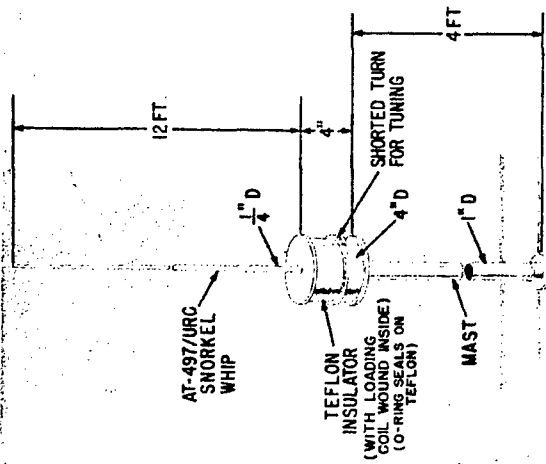 12 FT
AT-497/URC
SNORKEL
WHIP
1/4" D
4"
SHORTED TURN
FOR TUNING
TEFLON
INSULATOR
(WITH LOADING
COIL WOUND INSIDE)
(O-RING SEALS ON
TEFLON)
4" D
4 FT
MAST
1" D